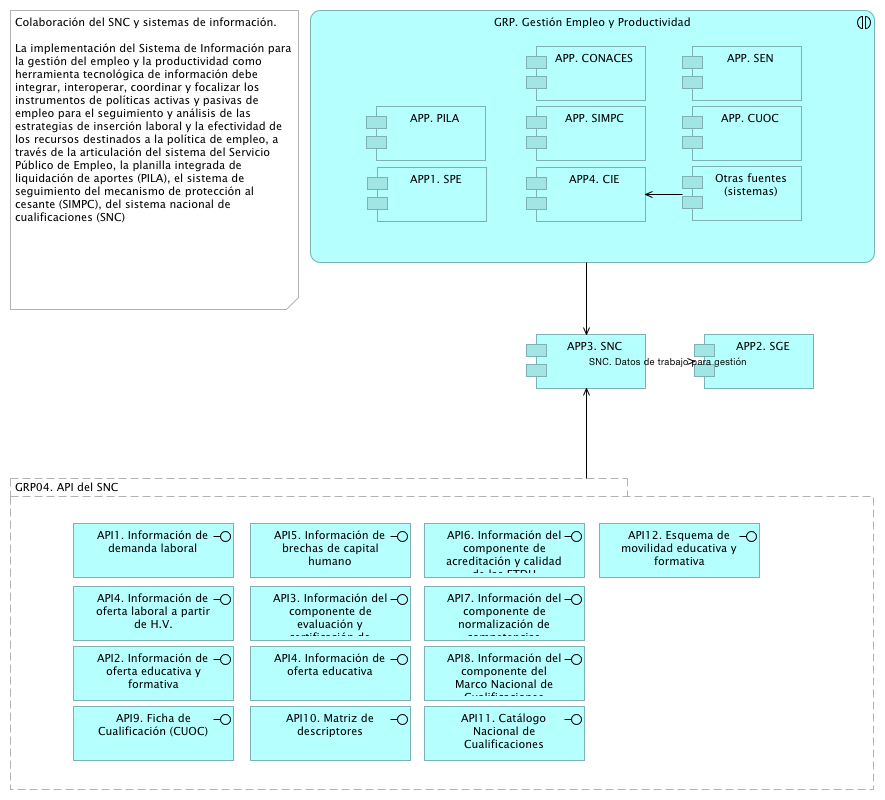 Colaboración del SNC y sistemas de información.
La implementación del Sistema de Información para
la gestión del empleo y la productividad como
herramienta tecnológica de información debe
integrar, interoperar, coordinar y focalizar los
instrumentos de políticas activas y pasivas de
empleo para el seguimiento y análisis de las
estrategias de inserción laboral y la efectividad de
los recursos destinados a la política de empleo, a
través de la articulación del sistema del Servicio
Público de Empleo, la planilla integrada de
liquidación de aportes (PILA), el sistema de
seguimiento del mecanismo de protección al
cesante (SIMPC), del sistema nacional de
cualificaciones (SNC)
GRP. Gestión Empleo y Productividad
APP. CONACES
APP. SEN
APP. PILA
APP. SIMPC
APP. CUOC
APP1. SPE
APP4. CIE
Otras fuentes
(sistemas)
APP3. SNC
APP2. SGE
SNC. Datos de trabajo para gestión
GRP04. API del SNC
API1. Información de
demanda laboral
API5. Información de
brechas de capital
humano
API6. Información del
componente de
acreditación y calidad
de las ETDH
API12. Esquema de
movilidad educativa y
formativa
API4. Información de
oferta laboral a partir
de H.V.
API3. Información del
componente de
evaluación y
certificación de
API7. Información del
componente de
normalización de
competencias
API2. Información de
oferta educativa y
formativa
API4. Información de
oferta educativa
API8. Información del
componente del
Marco Nacional de
Cualificaciones
API9. Ficha de
Cualificación (CUOC)
API10. Matriz de
descriptores
API11. Catálogo
Nacional de
Cualificaciones